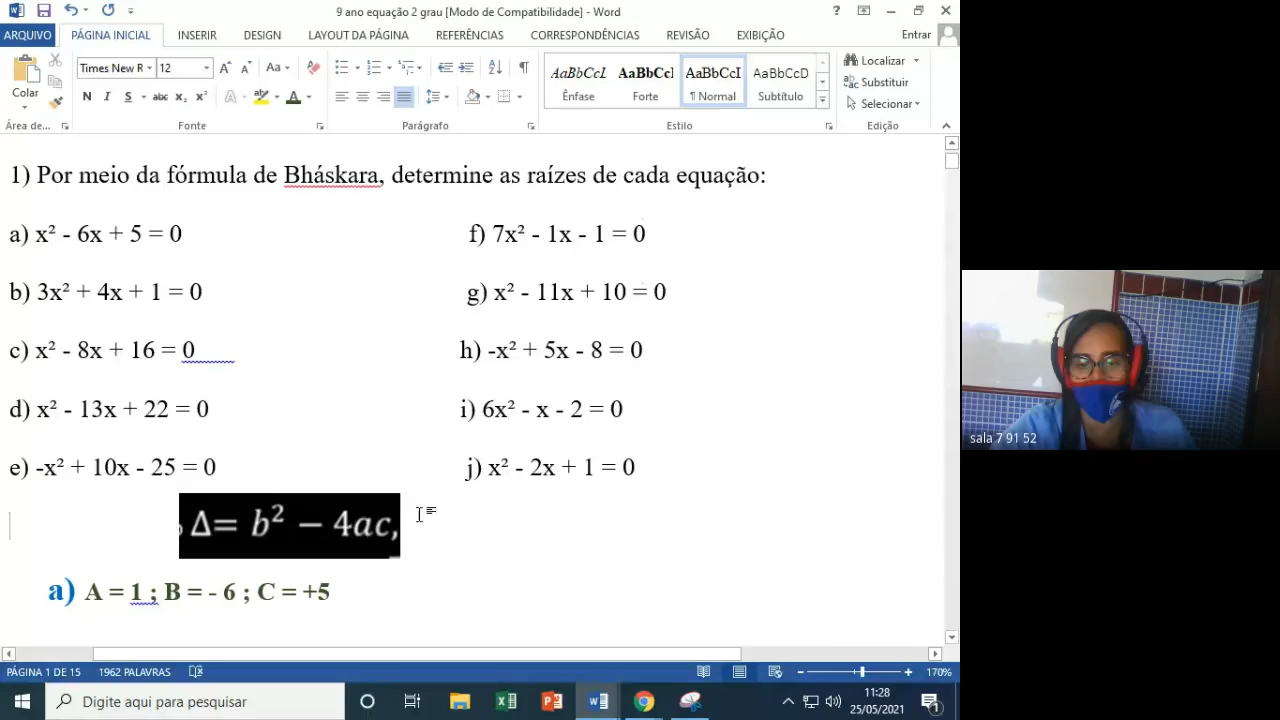 9 ano equação 2 grau [Modo de Compatibilidade] - Word
?
ARQUIVO PÁGINA INICIAL INSERIR DESIGN LAYOUT DA PÁGINA REFERÊNCIAS CORRESPONDÊNCIAS REVISÃO EXIBIÇÃO Entrar
Colar
Times New R 12 Aa
N I S abc x₂ x² A A
AaBbCcI AaBbCcI AaBbCcI AaBbCcD
Ênfase Forte ¶ Normal Subtítulo
Localizar
Substituir
Selecionar
Área de... Fonte Parágrafo Estilo Edição
1) Por meio da fórmula de Bháskara, determine as raízes de cada equação:
a) x² - 6x + 5 = 0 f) 7x² - 1x - 1 = 0
b) 3x² + 4x + 1 = 0 g) x² - 11x + 10 = 0
c) x² - 8x + 16 = 0 h) -x² + 5x - 8 = 0
d) x² - 13x + 22 = 0 i) 6x² - x - 2 = 0
e) -x² + 10x - 25 = 0 j) x² - 2x + 1 = 0
Δ= b² − 4ac,
a) A = 1 ; B = - 6 ; C = +5
sala 7 91 52
PÁGINA 1 DE 15 1962 PALAVRAS 170%
Digite aqui para pesquisar
11:28
25/05/2021